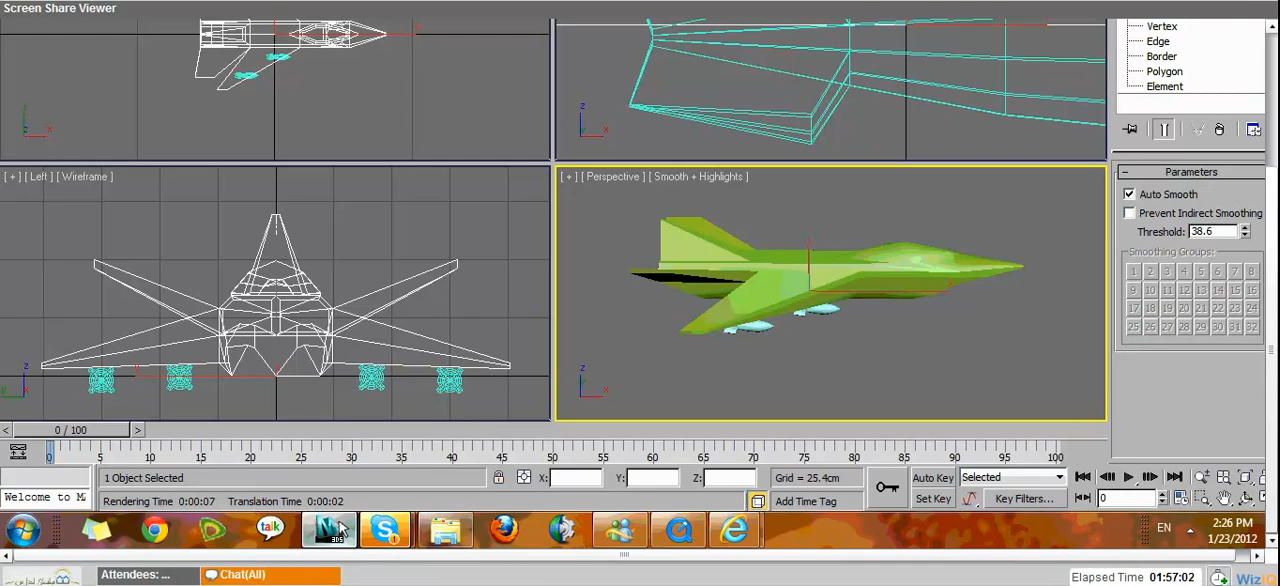 Screen Share Viewer
Vertex
Edge
Border
Polygon
Element
z
x
z
x
[ + ] [ Left ] [ Wireframe ]
[ + ] [ Perspective ] [ Smooth + Highlights ]
Parameters
Auto Smooth
Prevent Indirect Smoothing
Threshold: 38.6
Smoothing Groups:
1 2 3 4 5 6 7 8
9 10 11 12 13 14 15 16
17 18 19 20 21 22 23 24
25 26 27 28 29 30 31 32
z
y
z
x
< 0 / 100 >
0 5 10 15 20 25 30 35 40 45 50 55 60 65 70 75 80 85 90 95 100
1 Object Selected X: Y: Z: Grid = 25.4cm Auto Key Selected
Welcome to Ma Rendering Time 0:00:07 Translation Time 0:00:02 Add Time Tag Set Key Key Filters... 0
talk
3DS
EN
2:26 PM
1/23/2012
Attendees: ... Chat(All) Elapsed Time 01:57:02 WizIQ